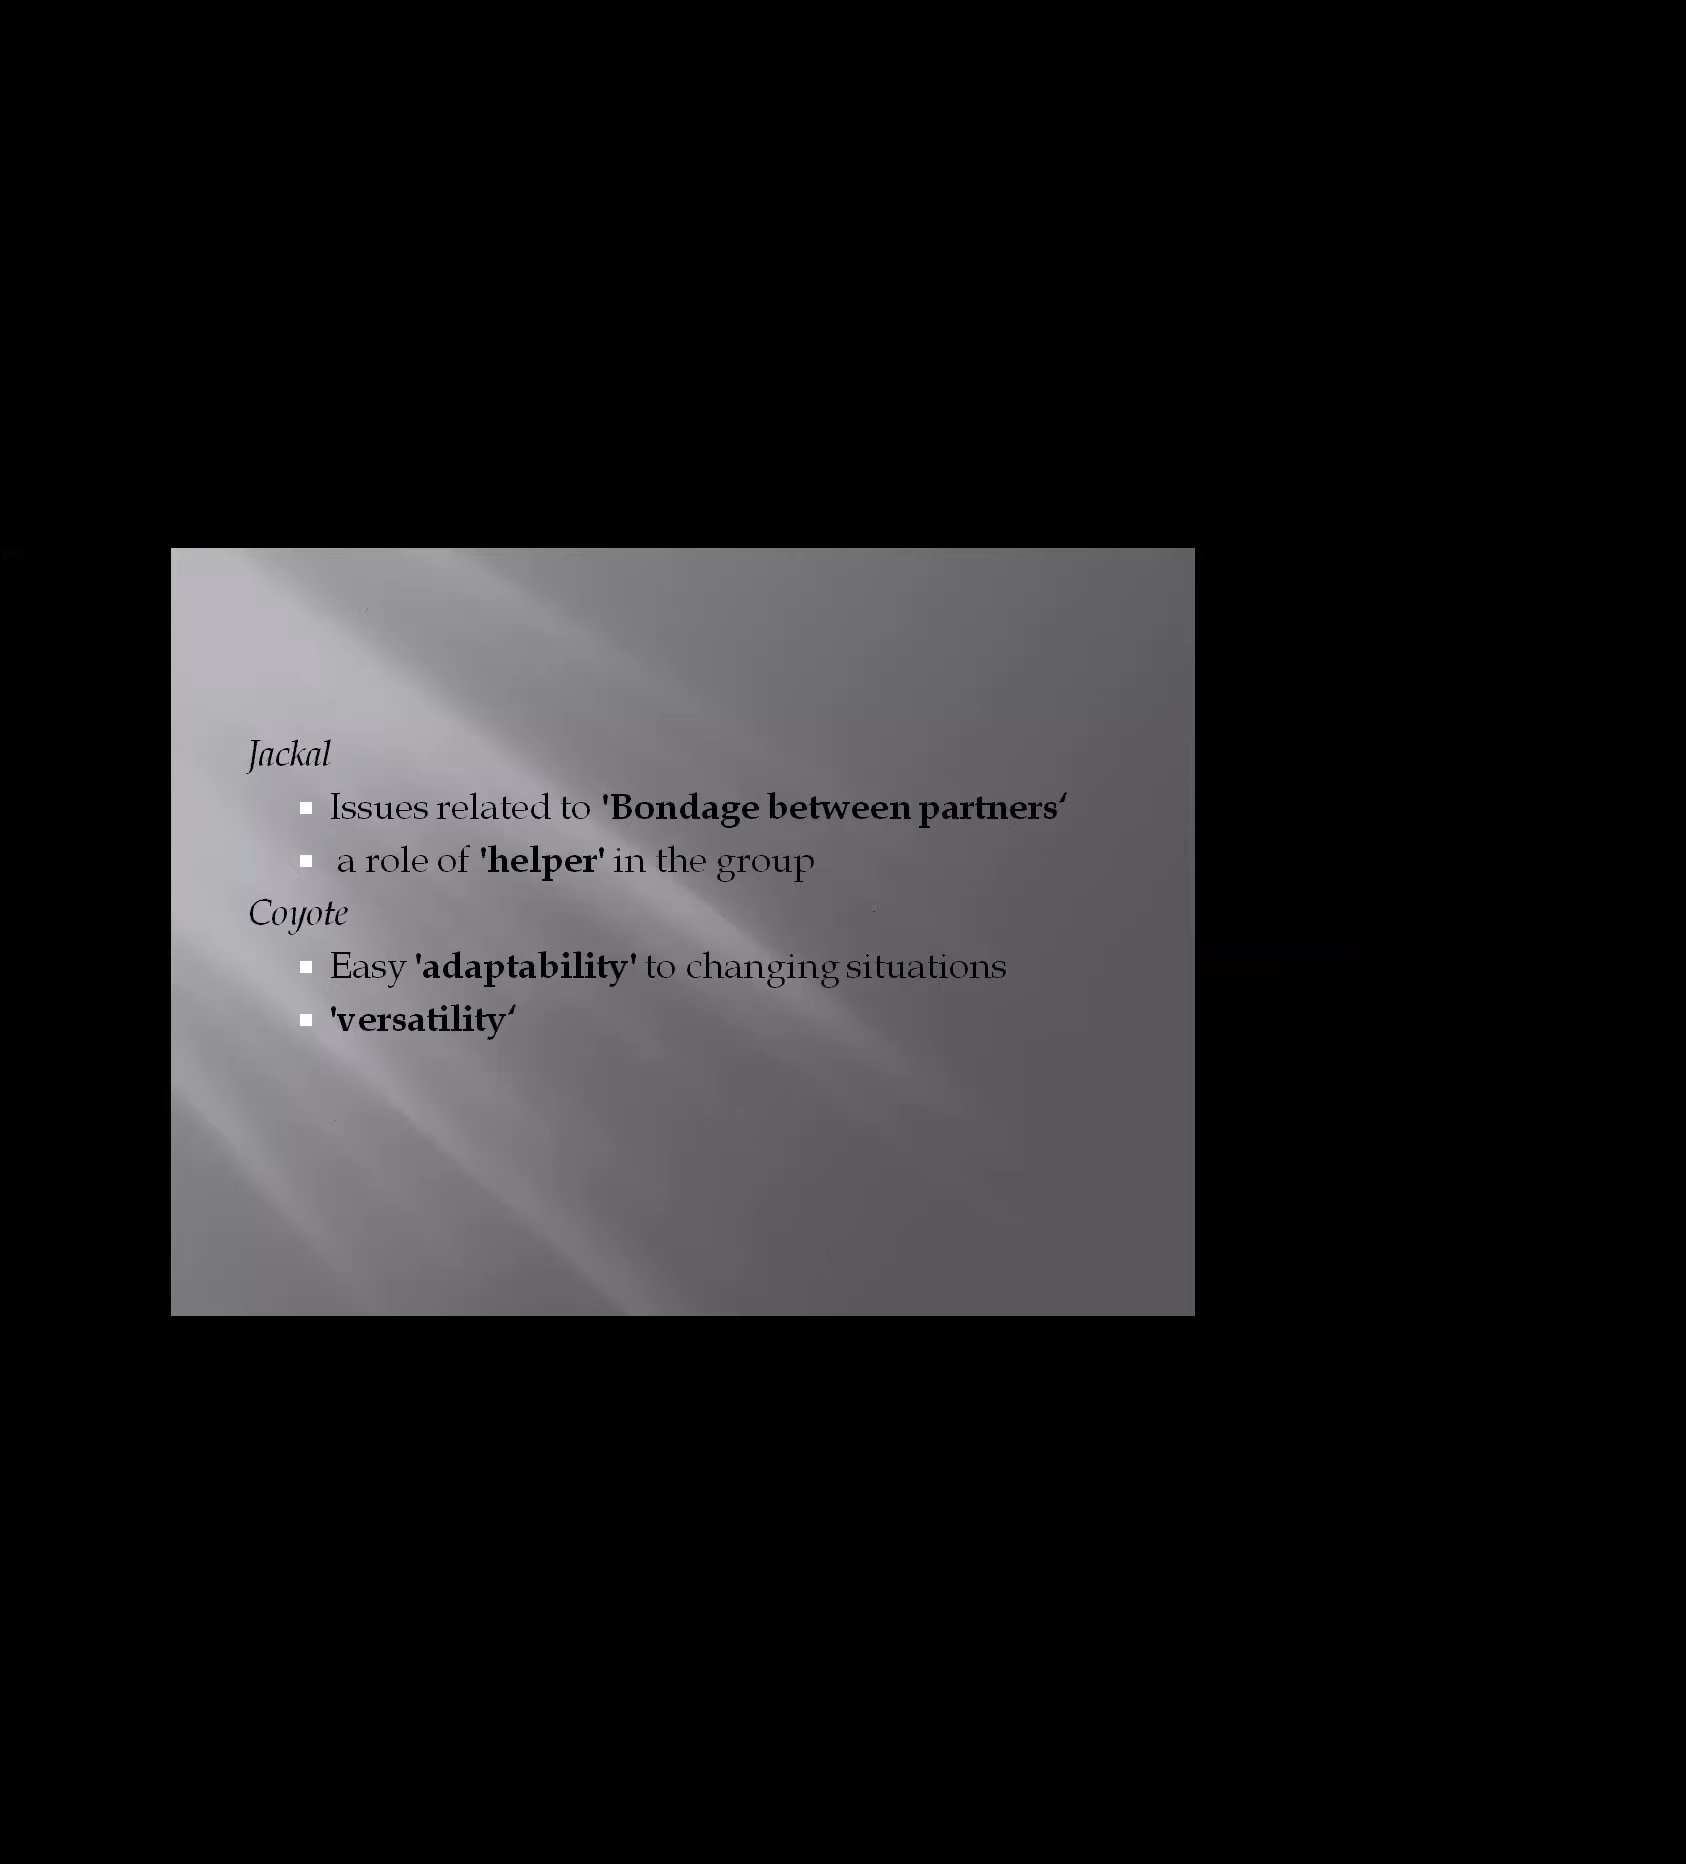 Jackal
Issues related to 'Bondage between partners‘
a role of 'helper' in the group
Coyote
Easy 'adaptability' to changing situations
'versatility‘